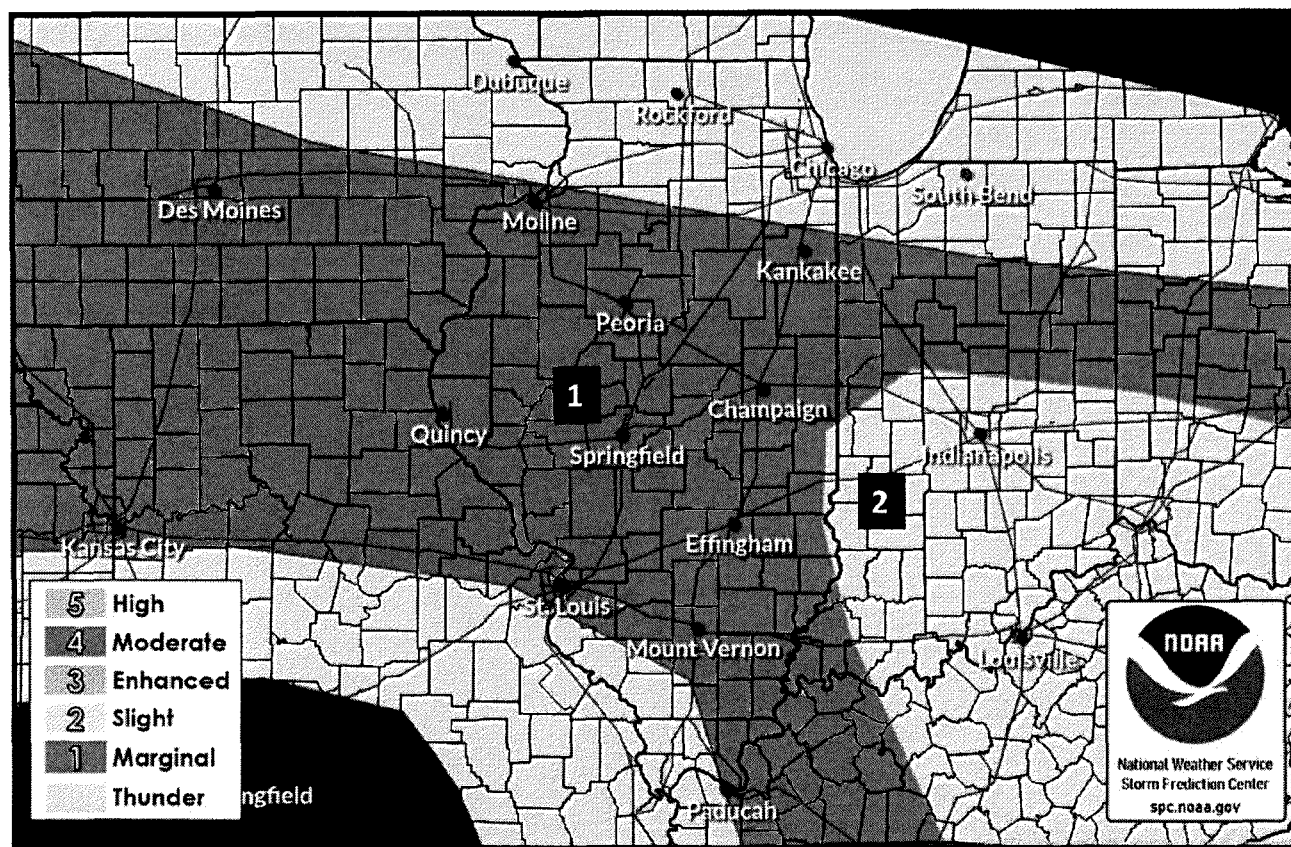 Dubuque
Rockford
Chicago
South Bend
Des Moines
Moline
Kankakee
Peoria
1
Champaign
Quincy
Springfield
Indianapolis
2
Kansas City
Effingham
St. Louis
Mount Vernon
Louisville
Paducah
5 High
4 Moderate
3 Enhanced
2 Slight
1 Marginal
Thunder
ngfield
NOAA
National Weather Service
Storm Prediction Center
spc.noaa.gov